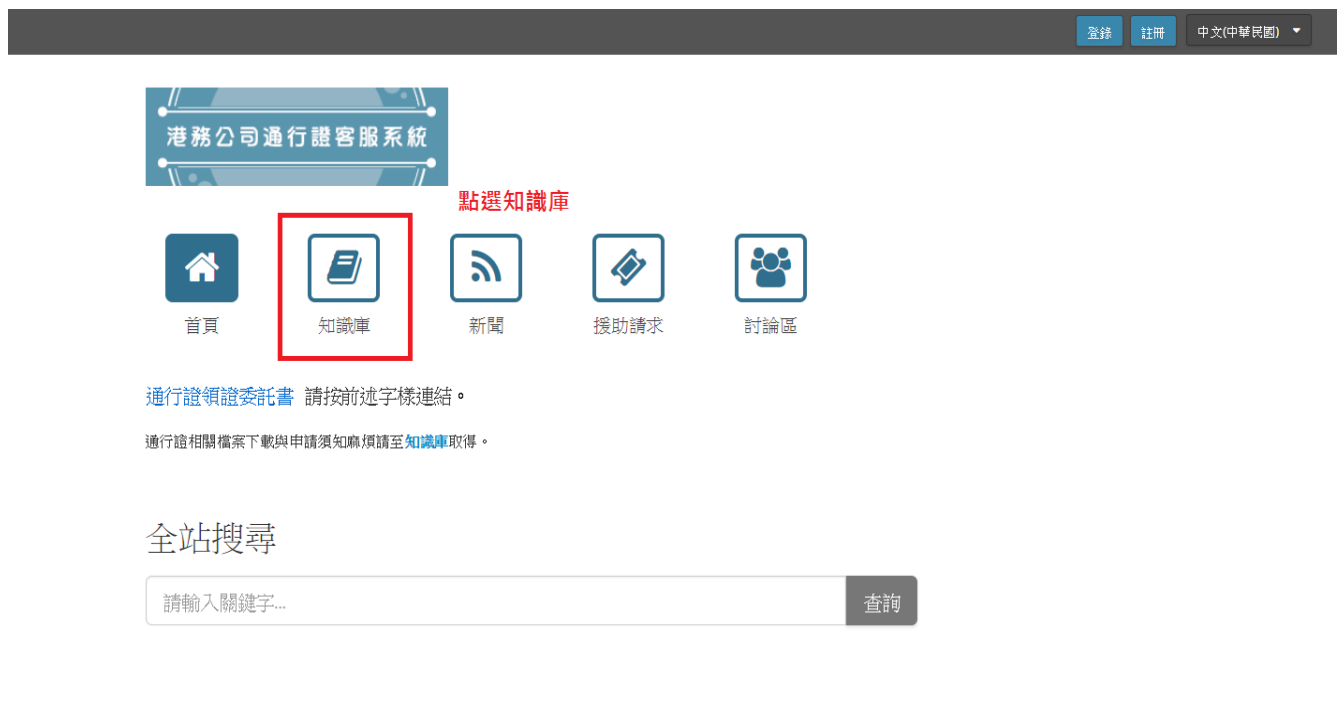 登錄 註冊 中文(中華民國)
港務公司通行證客服系統
點選知識庫
首頁 知識庫 新聞 援助請求 討論區
通行證領證委託書 請按前述字樣連結。
通行證相關檔案下載與申請須知麻煩請至知識庫取得。
全站搜尋
請輸入關鍵字... 查詢